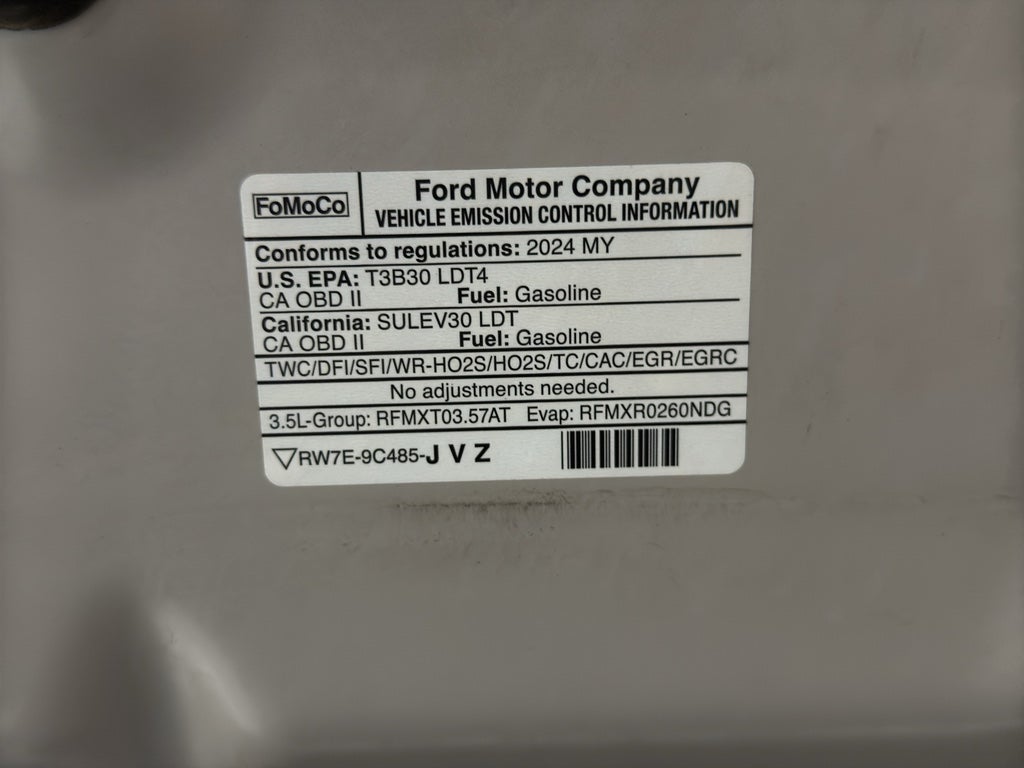 FoMoCo
Ford Motor Company
VEHICLE EMISSION CONTROL INFORMATION
Conforms to regulations: 2024 MY
U.S. EPA: T3B30 LDT4
CA OBD II Fuel: Gasoline
California: SULEV30 LDT
CA OBD II Fuel: Gasoline
TWC/DFI/SFI/WR-HO2S/HO2S/TC/CAC/EGR/EGRC
No adjustments needed.
3.5L-Group: RFMXT03.57AT Evap: RFMXR0260NDG
RW7E-9C485-J V Z